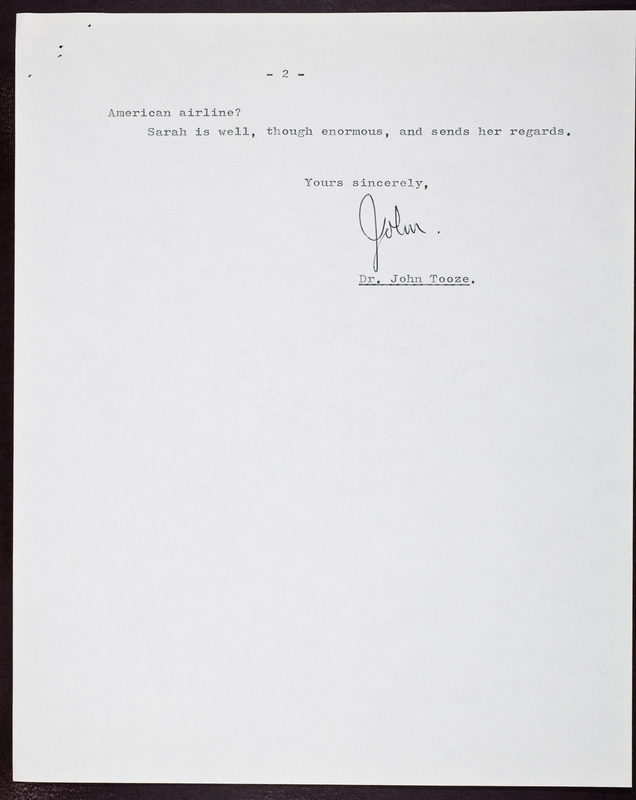 - 2 -
American airline?
Sarah is well, though enormous, and sends her regards.
Yours sincerely,
John.
Dr. John Tooze.